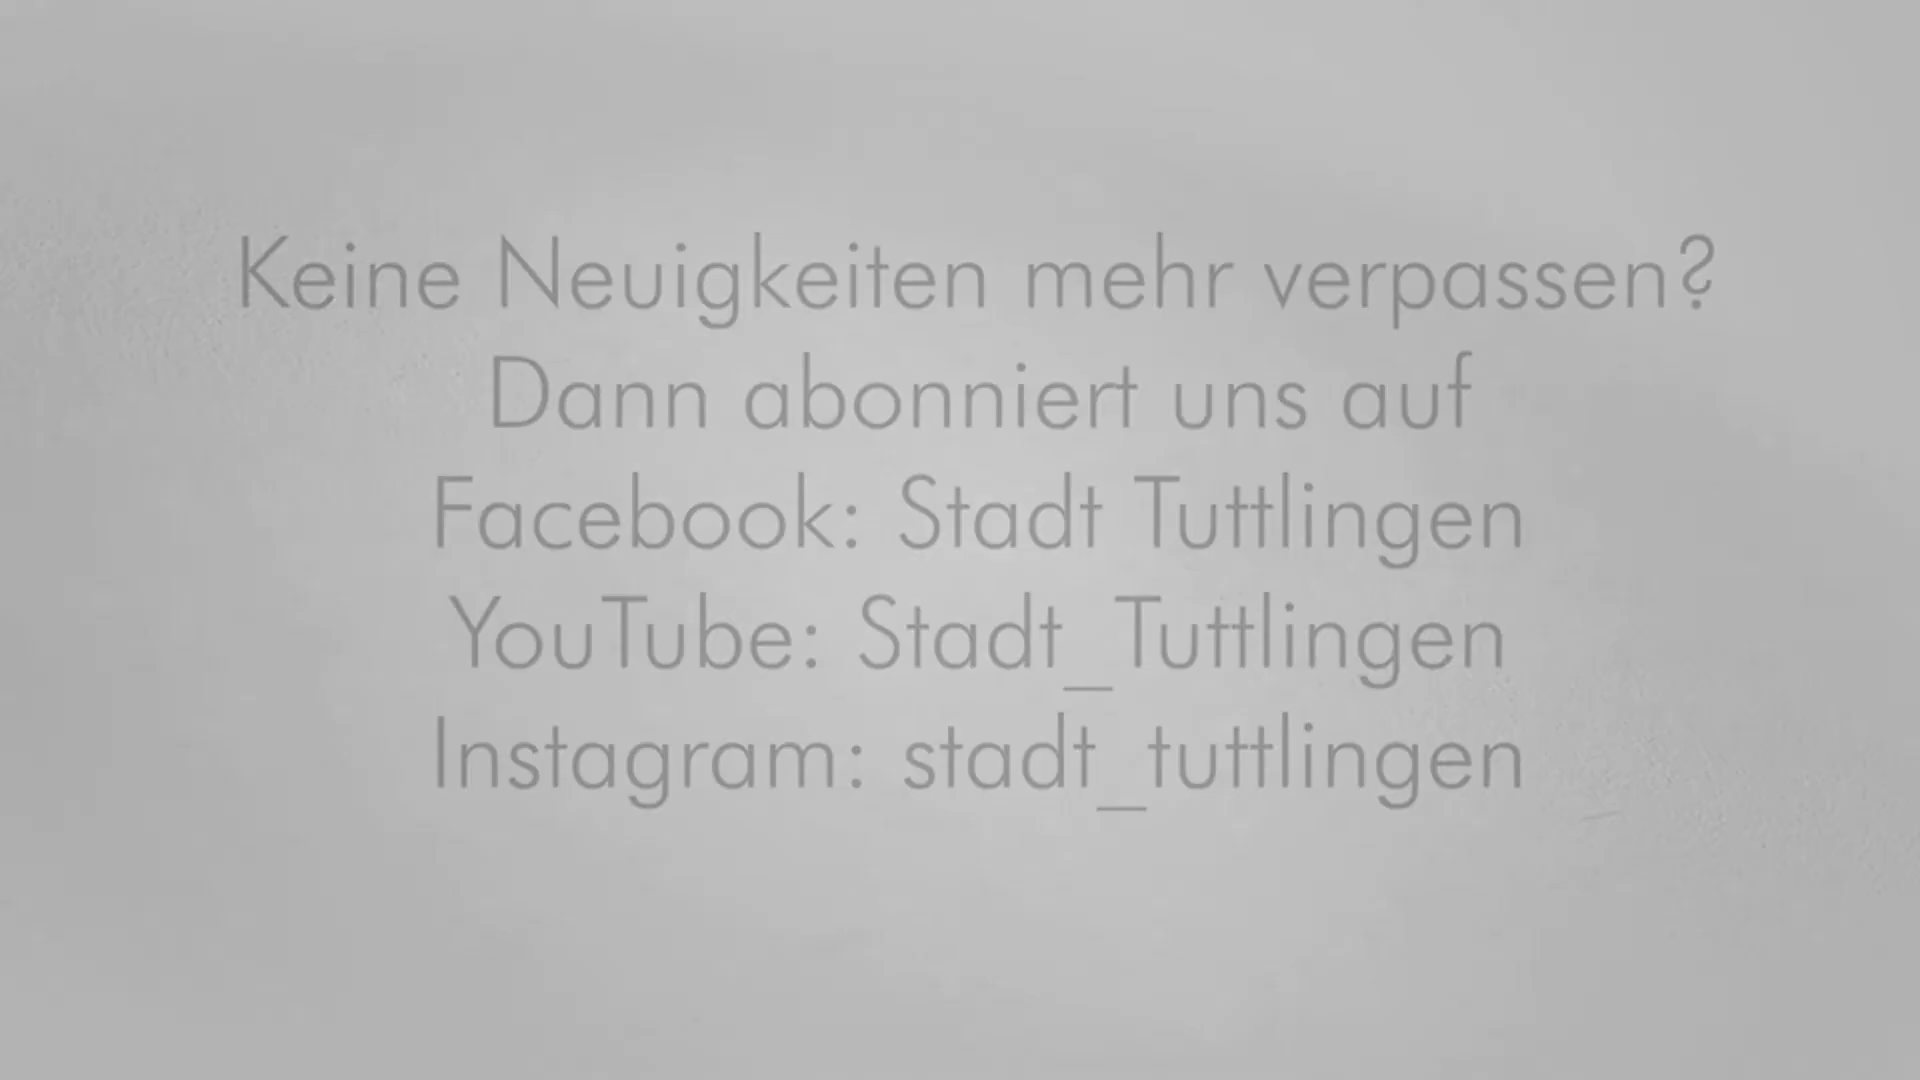 Keine Neuigkeiten mehr verpassen?
Dann abonniert uns auf
Facebook: Stadt Tuttlingen
YouTube: Stadt_Tuttlingen
Instagram: stadt_tuttlingen